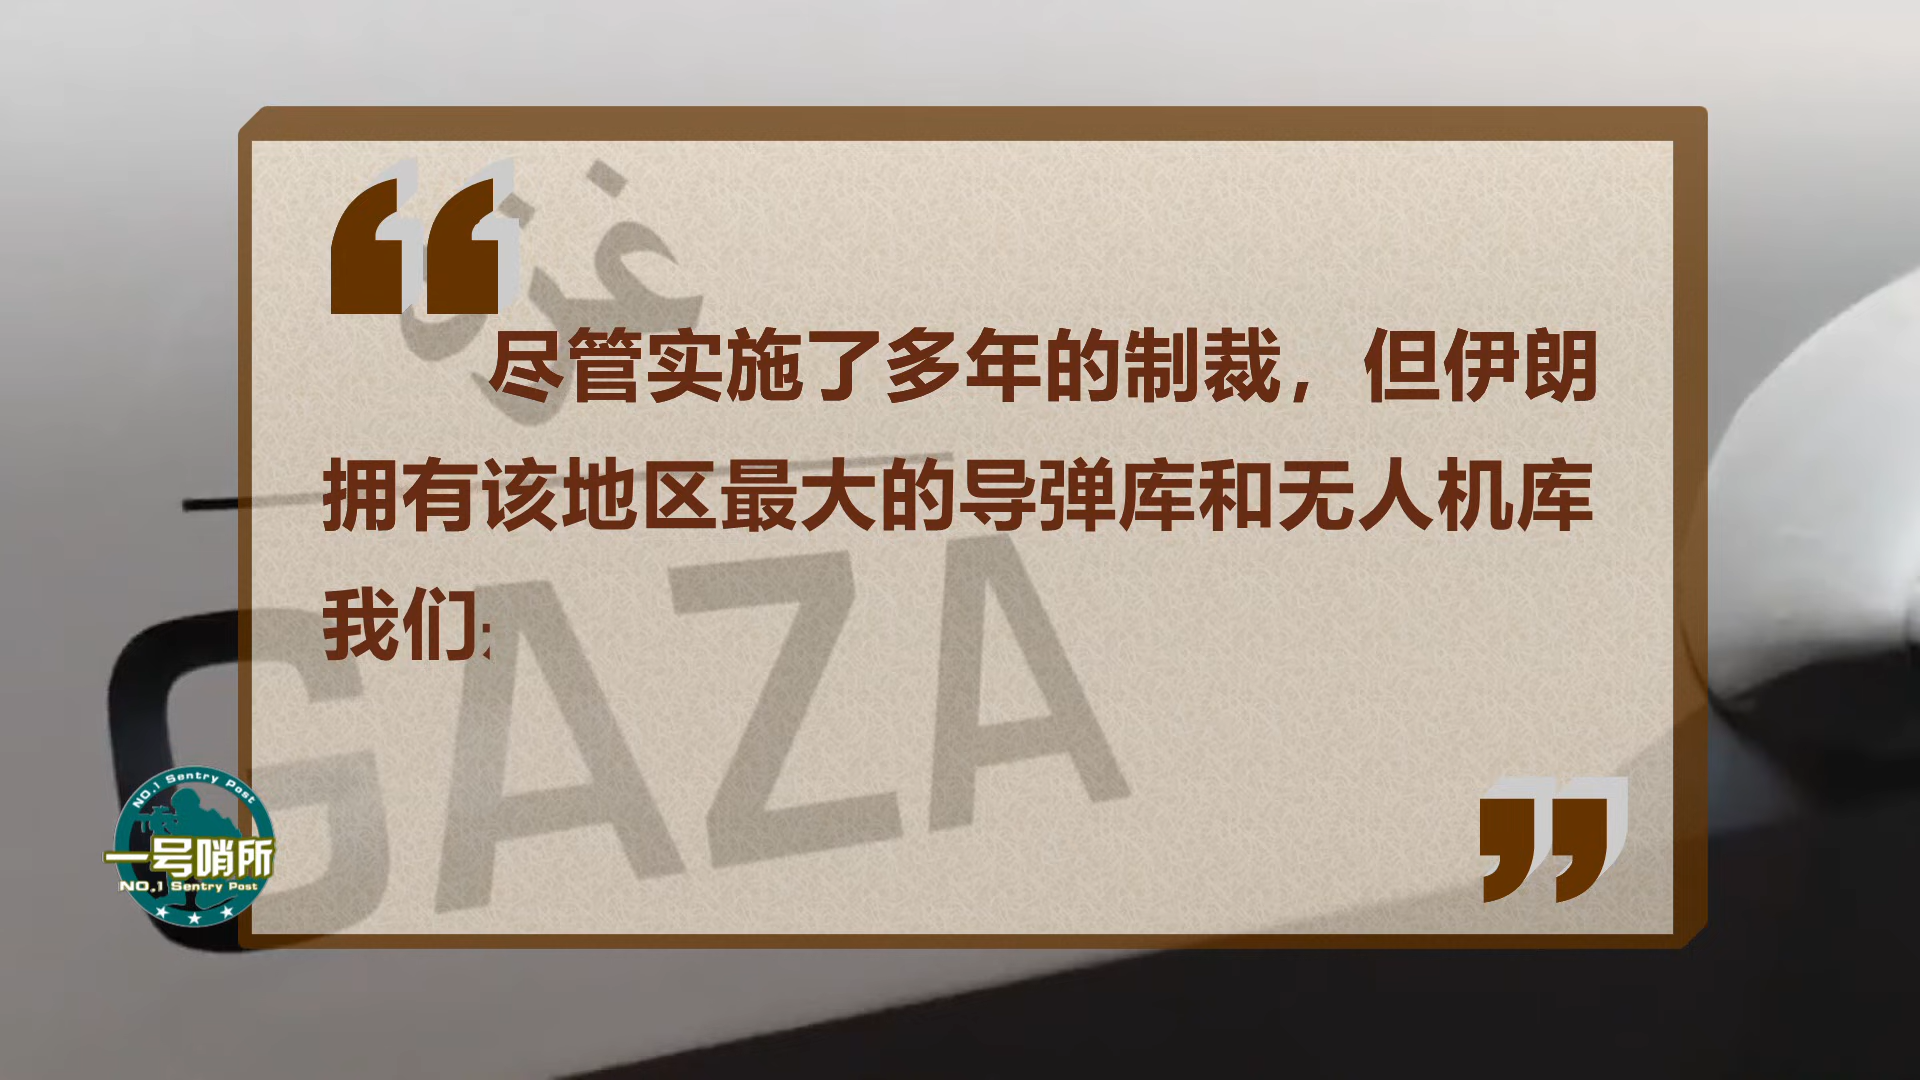 尽管实施了多年的制裁，但伊朗
拥有该地区最大的导弹库和无人机库
我们
غزة
GAZA
NO.1 Sentry Post
一号哨所
NO.1 Sentry Post